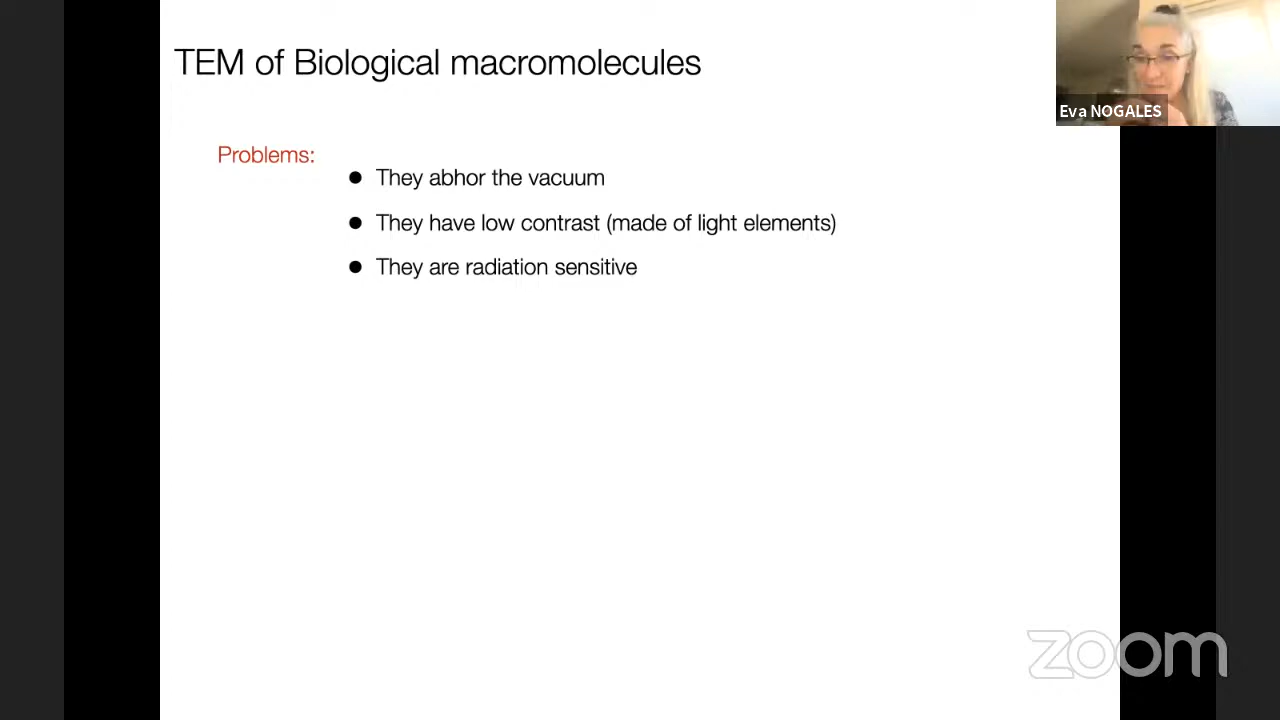 TEM of Biological macromolecules
Eva NOGALES
Problems:
● They abhor the vacuum
● They have low contrast (made of light elements)
● They are radiation sensitive
zoom